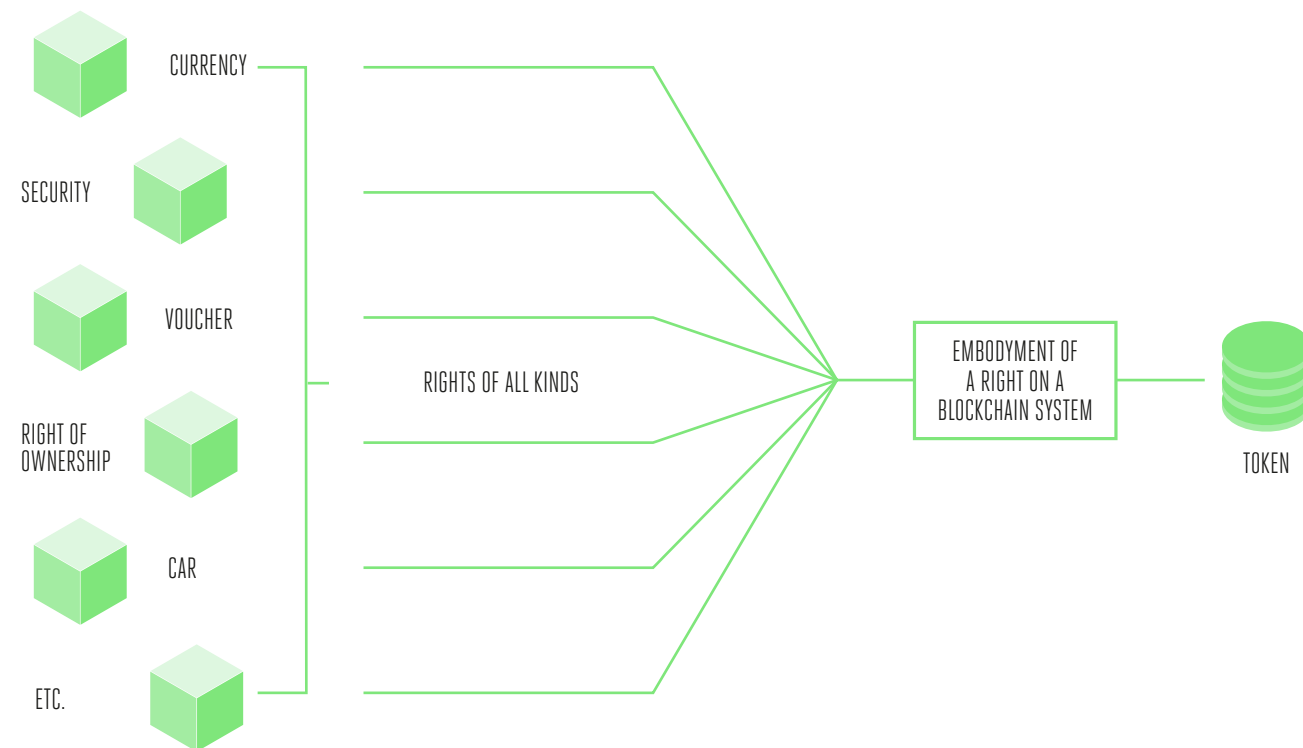 CURRENCY
SECURITY
VOUCHER
RIGHT OF
OWNERSHIP
CAR
ETC.
RIGHTS OF ALL KINDS
EMBODYMENT OF
A RIGHT ON A
BLOCKCHAIN SYSTEM
TOKEN